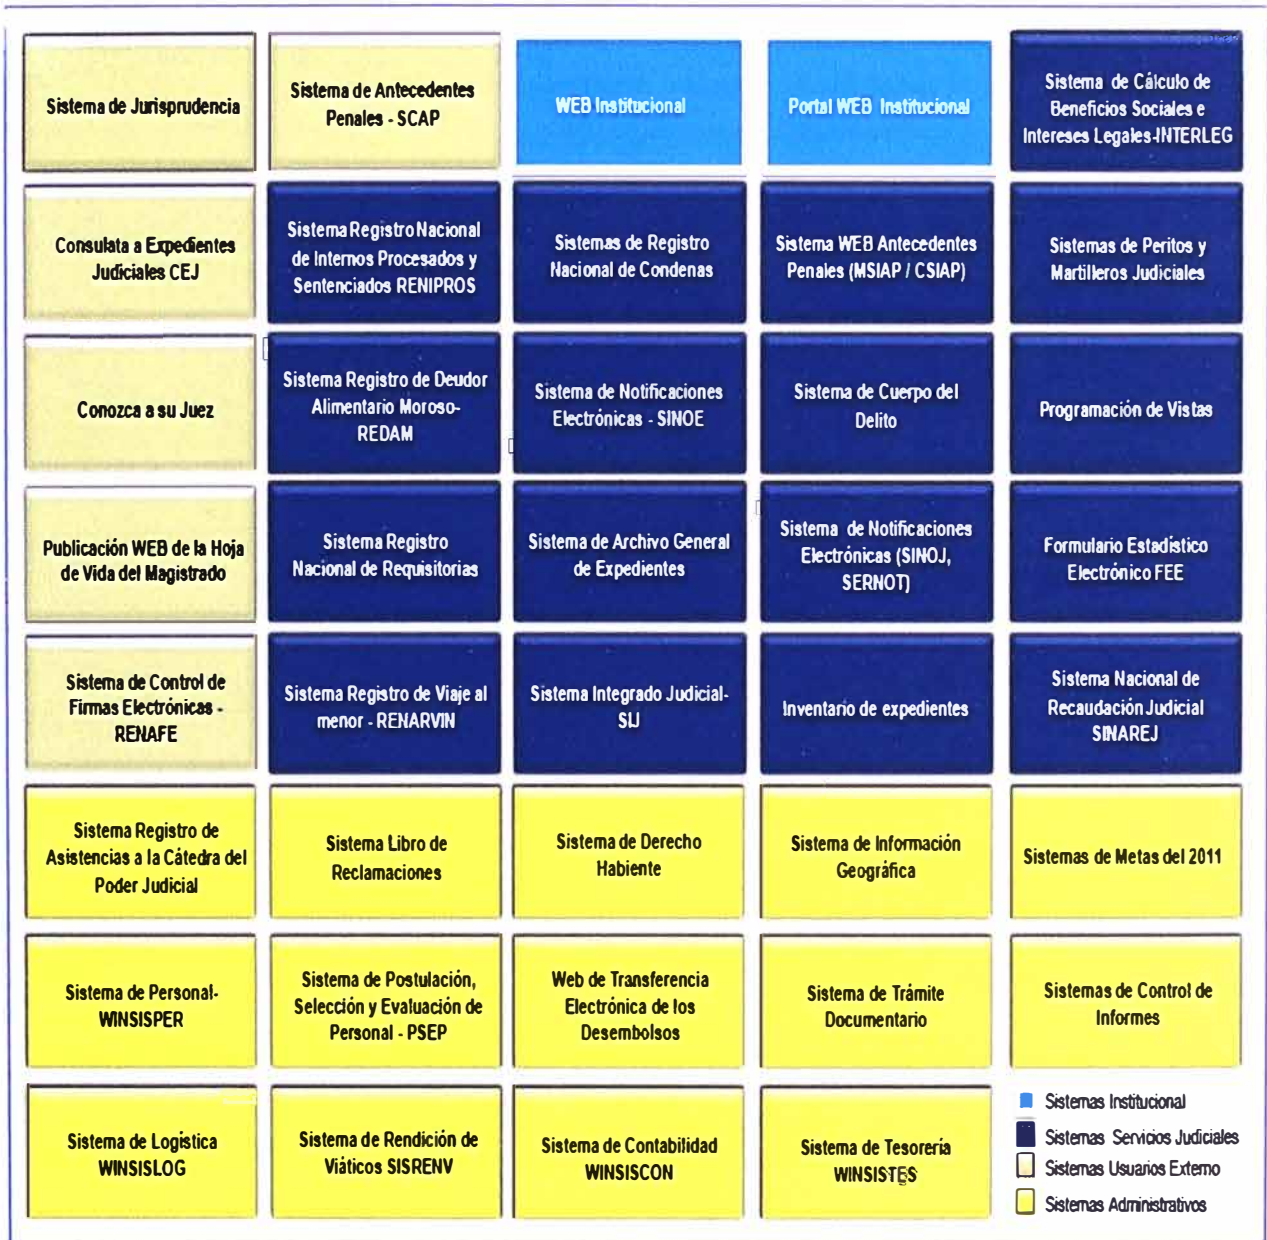 Sistema de Jurisprudencia
Sistema de Antecedentes
Penales - SCAP
WEB Institucional
Portal WEB Institucional
Sistema de Cálculo de
Beneficios Sociales e
Intereses Legales-INTERLEG
Consulata a Expedientes
Judiciales CEJ
Sistema Registro Nacional
de Internos Procesados y
Sentenciados RENIPROS
Sistemas de Registro
Nacional de Condenas
Sistema WEB Antecedentes
Penales (MSIAP / CSIAP)
Sistemas de Peritos y
Martilleros Judiciales
Conozca a su Juez
Sistema Registro de Deudor
Alimentario Moroso-
REDAM
Sistema de Notificaciones
Electrónicas - SINOE
Sistema de Cuerpo del
Delito
Programación de Vistas
Publicación WEB de la Hoja
de Vida del Magistrado
Sistema Registro
Nacional de Requisitorias
Sistema de Archivo General
de Expedientes
Sistema de Notificaciones
Electrónicas (SINOJ,
SERNOT)
Formulario Estadístico
Electrónico FEE
Sistema de Control de
Firmas Electrónicas -
RENAFE
Sistema Registro de Viaje al
menor - RENARVIN
Sistema Integrado Judicial-
SIJ
Inventario de expedientes
Sistema Nacional de
Recaudación Judicial
SINAREJ
Sistema Registro de
Asistencias a la Cátedra del
Poder Judicial
Sistema Libro de
Reclamaciones
Sistema de Derecho
Habiente
Sistema de Información
Geográfica
Sistemas de Metas del 2011
Sistema de Personal-
WINSISPER
Sistema de Postulación,
Selección y Evaluación de
Personal - PSEP
Web de Transferencia
Electrónica de los
Desembolsos
Sistema de Trámite
Documentario
Sistemas de Control de
Informes
Sistema de Logística
WINSISLOG
Sistema de Rendición de
Viáticos SISRENV
Sistema de Contabilidad
WINSISCON
Sistema de Tesorería
WINSISTES
Sistemas Institucional
Sistemas Servicios Judiciales
Sistemas Usuarios Externo
Sistemas Administrativos